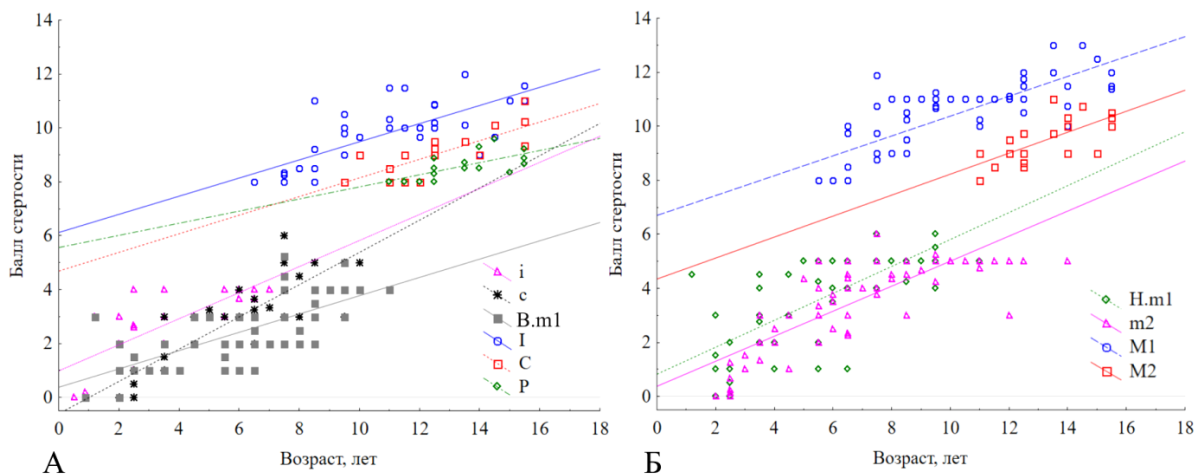 14
12
10
8
6
4
2
0
Балл стертости
0 2 4 6 8 10 12 14 16 18
Возраст, лет
i
c
B.m1
I
C
P
А
14
12
10
8
6
4
2
0
Балл стертости
0 2 4 6 8 10 12 14 16 18
Возраст, лет
H.m1
m2
M1
M2
Б